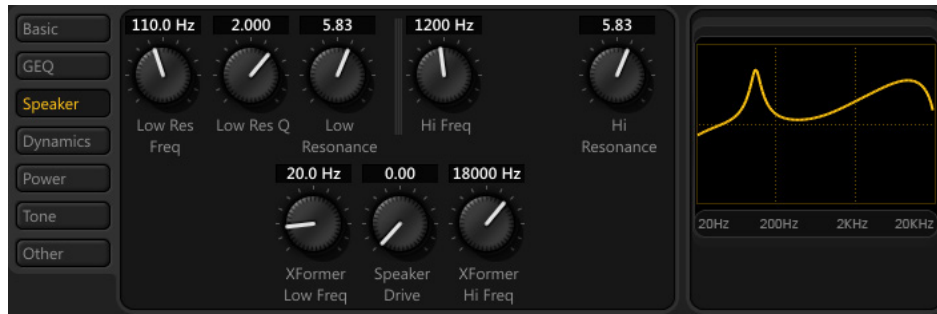 Basic
GEQ
Speaker
Dynamics
Power
Tone
Other
110.0 Hz 2.000 5.83 1200 Hz 5.83
Low Res Low Res Q Low Hi Freq Hi
Freq Resonance Resonance
20.0 Hz 0.00 18000 Hz
XFormer Speaker XFormer
Low Freq Drive Hi Freq
20Hz 200Hz 2KHz 20KHz